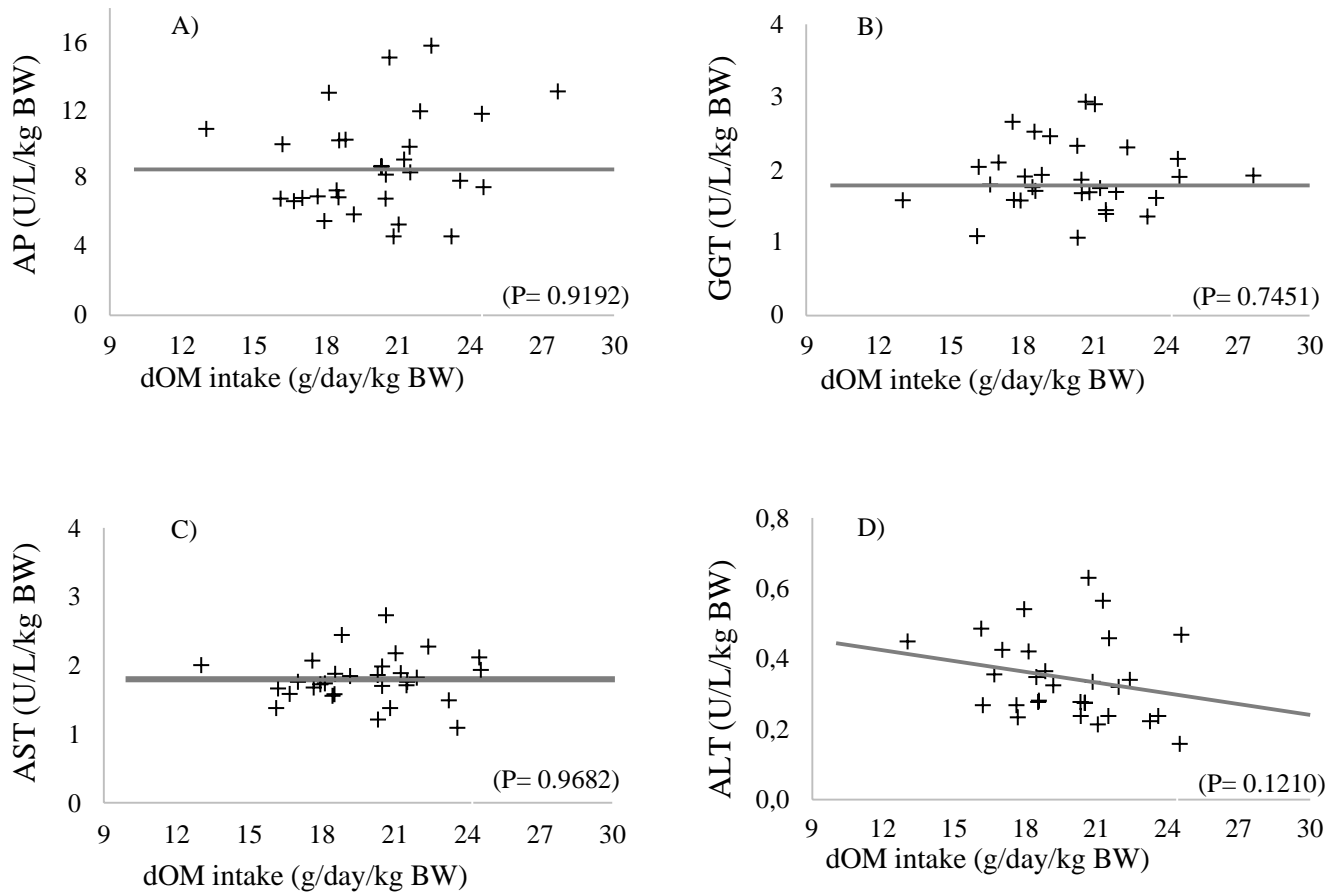 A)
AP (U/L/kg BW)
16
12
8
4
0
(P= 0.9192)
9 12 15 18 21 24 27 30
dOM intake (g/day/kg BW)
B)
GGT (U/L/kg BW)
4
3
2
1
0
(P= 0.7451)
9 12 15 18 21 24 27 30
dOM inteke (g/day/kg BW)
C)
AST (U/L/kg BW)
4
3
2
1
0
(P= 0.9682)
9 12 15 18 21 24 27 30
dOM intake (g/day/kg BW)
D)
ALT (U/L/kg BW)
0,8
0,6
0,4
0,2
0,0
(P= 0.1210)
9 12 15 18 21 24 27 30
dOM intake (g/day/kg BW)